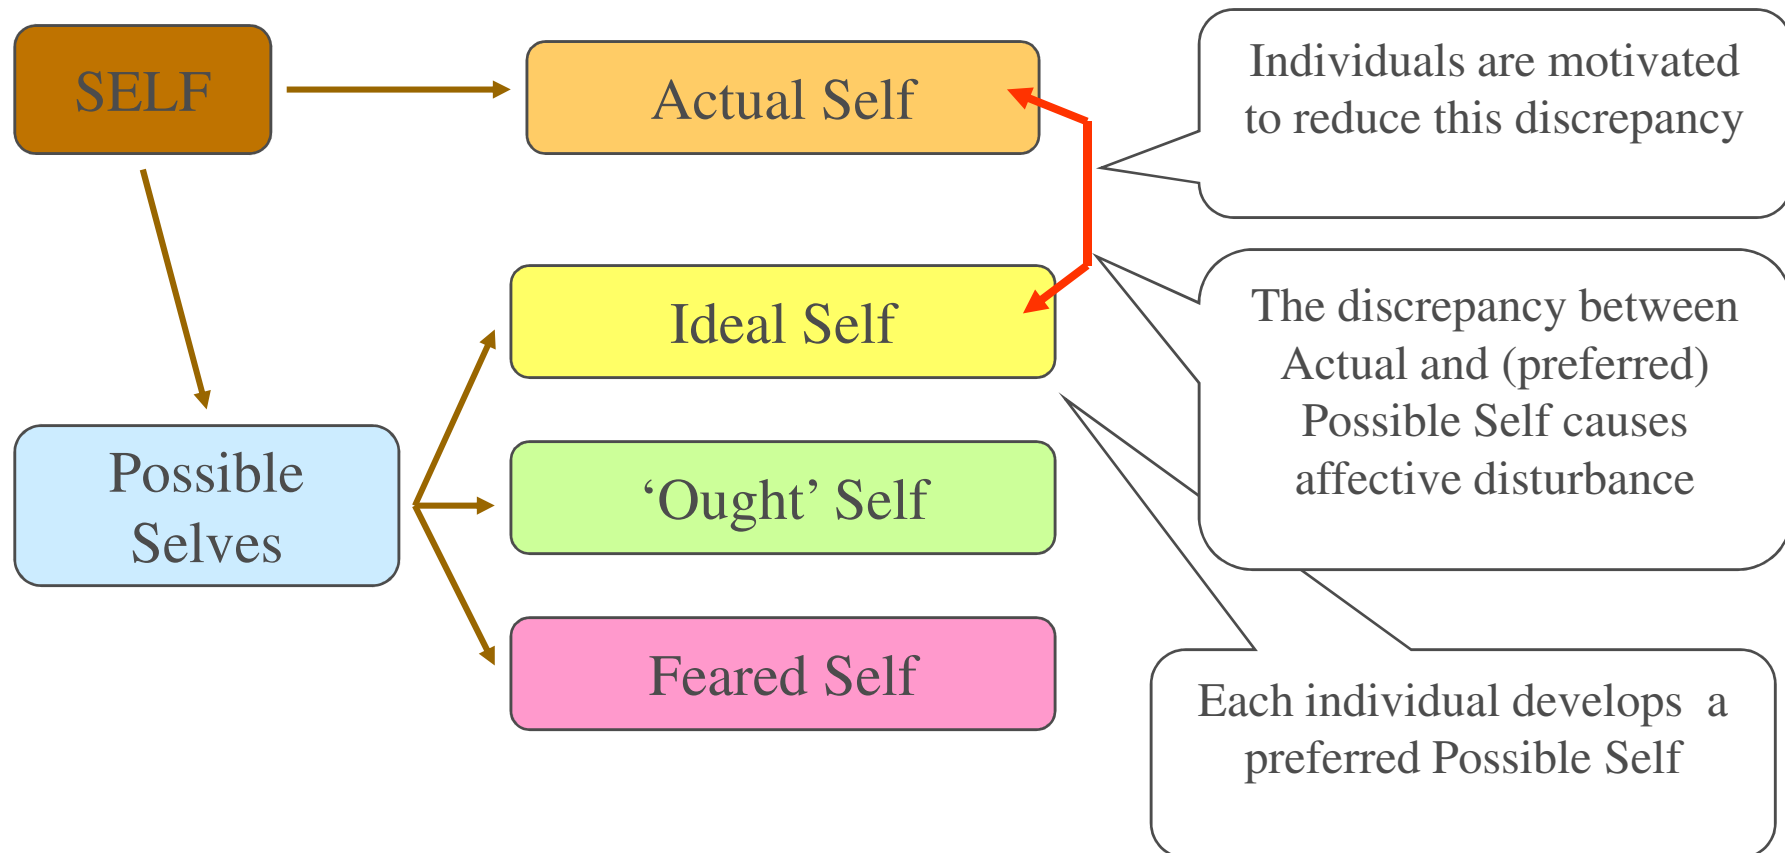 SELF
Actual Self
Individuals are motivated
to reduce this discrepancy
Ideal Self
The discrepancy between
Actual and (preferred)
Possible Self causes
affective disturbance
Possible
Selves
‘Ought’ Self
Feared Self
Each individual develops  a
preferred Possible Self